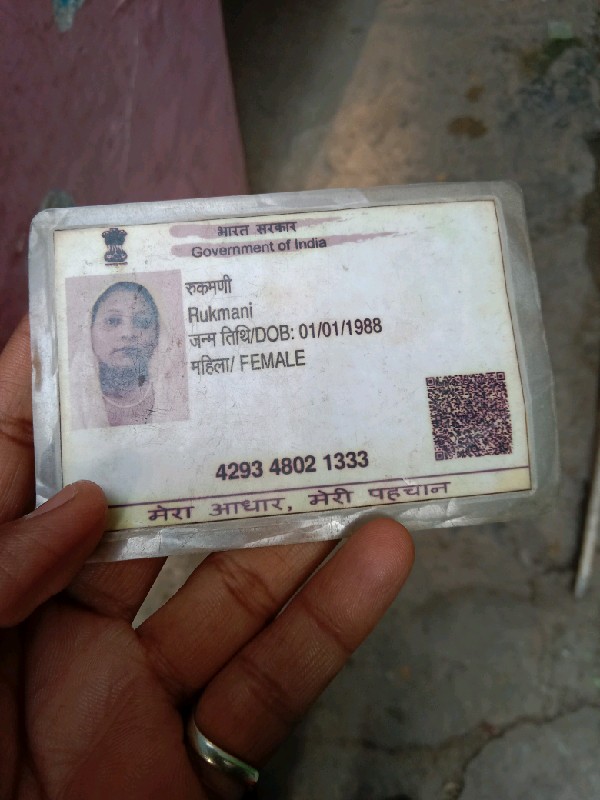 भारत सरकार
Government of India
रुकमणी
Rukmani
जन्म तिथि/DOB: 01/01/1988
महिला/ FEMALE
4293 4802 1333
मेरा आधार, मेरी पहचान